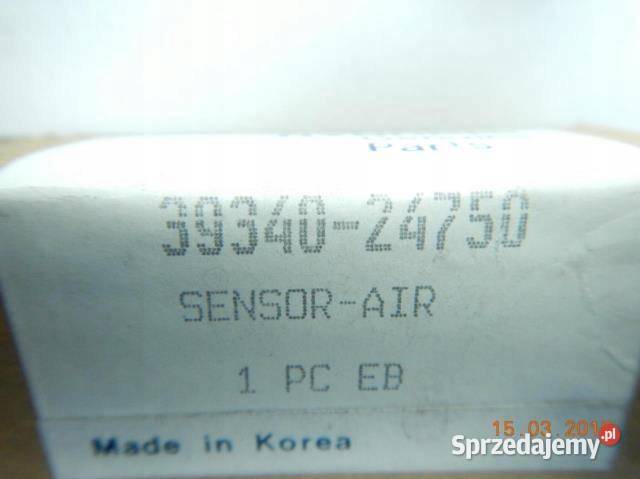 Parts
39340-24750
SENSOR-AIR
1 PC EB
Made in Korea
15.03.201
Sprzedajemy.pl